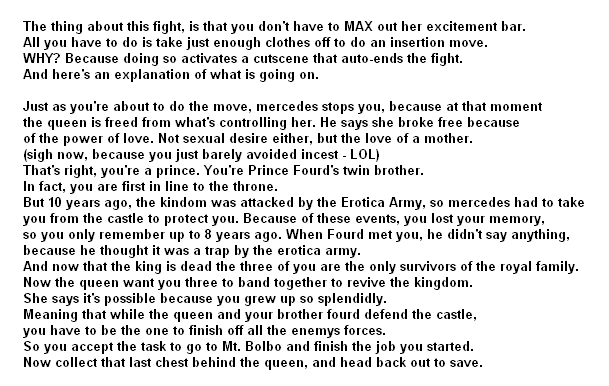 The thing about this fight, is that you don't have to MAX out her excitement bar.
All you have to do is take just enough clothes off to do an insertion move.
WHY? Because doing so activates a cutscene that auto-ends the fight.
And here's an explanation of what is going on.

Just as you're about to do the move, mercedes stops you, because at that moment
the queen is freed from what's controlling her. He says she broke free because
of the power of love. Not sexual desire either, but the love of a mother.
(sigh now, because you just barely avoided incest - LOL)
That's right, you're a prince. You're Prince Fourd's twin brother.
In fact, you are first in line to the throne.
But 10 years ago, the kindom was attacked by the Erotica Army, so mercedes had to take
you from the castle to protect you. Because of these events, you lost your memory,
so you only remember up to 8 years ago. When Fourd met you, he didn't say anything,
because he thought it was a trap by the erotica army.
And now that the king is dead the three of you are the only survivors of the royal family.
Now the queen want you three to band together to revive the kingdom.
She says it's possible because you grew up so splendidly.
Meaning that while the queen and your brother fourd defend the castle,
you have to be the one to finish off all the enemys forces.
So you accept the task to go to Mt. Bolbo and finish the job you started.
Now collect that last chest behind the queen, and head back out to save.